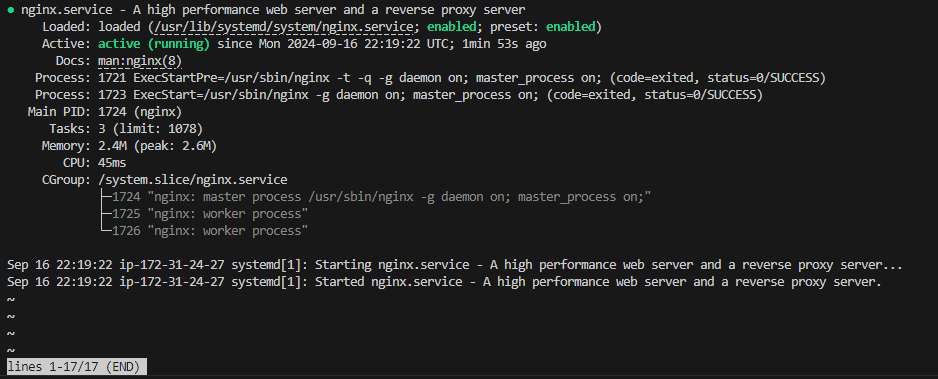 ● nginx.service - A high performance web server and a reverse proxy server
Loaded: loaded (/usr/lib/systemd/system/nginx.service; enabled; preset: enabled)
Active: active (running) since Mon 2024-09-16 22:19:22 UTC; 1min 53s ago
Docs: man:nginx(8)
Process: 1721 ExecStartPre=/usr/sbin/nginx -t -q -g daemon on; master_process on; (code=exited, status=0/SUCCESS)
Process: 1723 ExecStart=/usr/sbin/nginx -g daemon on; master_process on; (code=exited, status=0/SUCCESS)
Main PID: 1724 (nginx)
Tasks: 3 (limit: 1078)
Memory: 2.4M (peak: 2.6M)
CPU: 45ms
CGroup: /system.slice/nginx.service
├─1724 "nginx: master process /usr/sbin/nginx -g daemon on; master_process on;"
├─1725 "nginx: worker process"
└─1726 "nginx: worker process"
Sep 16 22:19:22 ip-172-31-24-27 systemd[1]: Starting nginx.service - A high performance web server and a reverse proxy server...
Sep 16 22:19:22 ip-172-31-24-27 systemd[1]: Started nginx.service - A high performance web server and a reverse proxy server.
~
~
~
~
lines 1-17/17 (END)